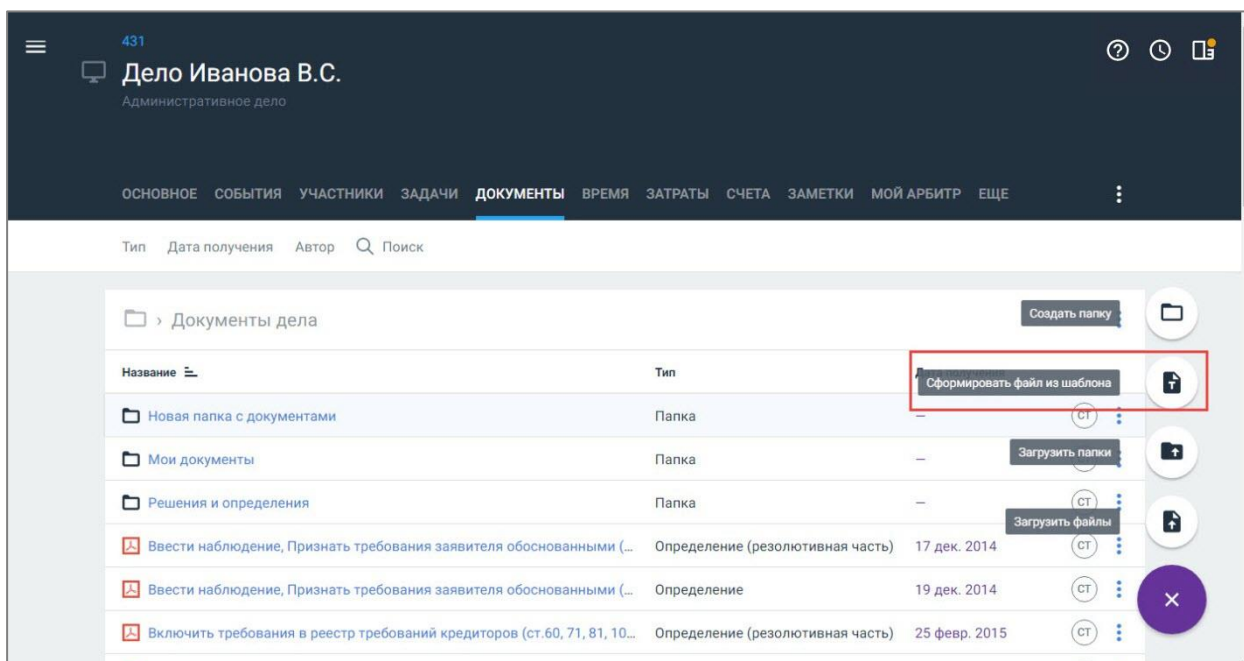 431
Дело Иванова В.С.
Административное дело
ОСНОВНОЕ СОБЫТИЯ УЧАСТНИКИ ЗАДАЧИ ДОКУМЕНТЫ ВРЕМЯ ЗАТРАТЫ СЧЕТА ЗАМЕТКИ МОЙ АРБИТР ЕЩЕ
Тип Дата получения Автор Поиск
› Документы дела Создать папку
Название Тип Дата получения
Сформировать файл из шаблона
Новая папка с документами Папка — СТ
Мои документы Папка — Загрузить папки
Решения и определения Папка — СТ
Загрузить файлы
Ввести наблюдение, Признать требования заявителя обоснованными (... Определение (резолютивная часть) 17 дек. 2014 СТ
Ввести наблюдение, Признать требования заявителя обоснованными (... Определение 19 дек. 2014 СТ
Включить требования в реестр требований кредиторов (ст.60, 71, 81, 10... Определение (резолютивная часть) 25 февр. 2015 СТ